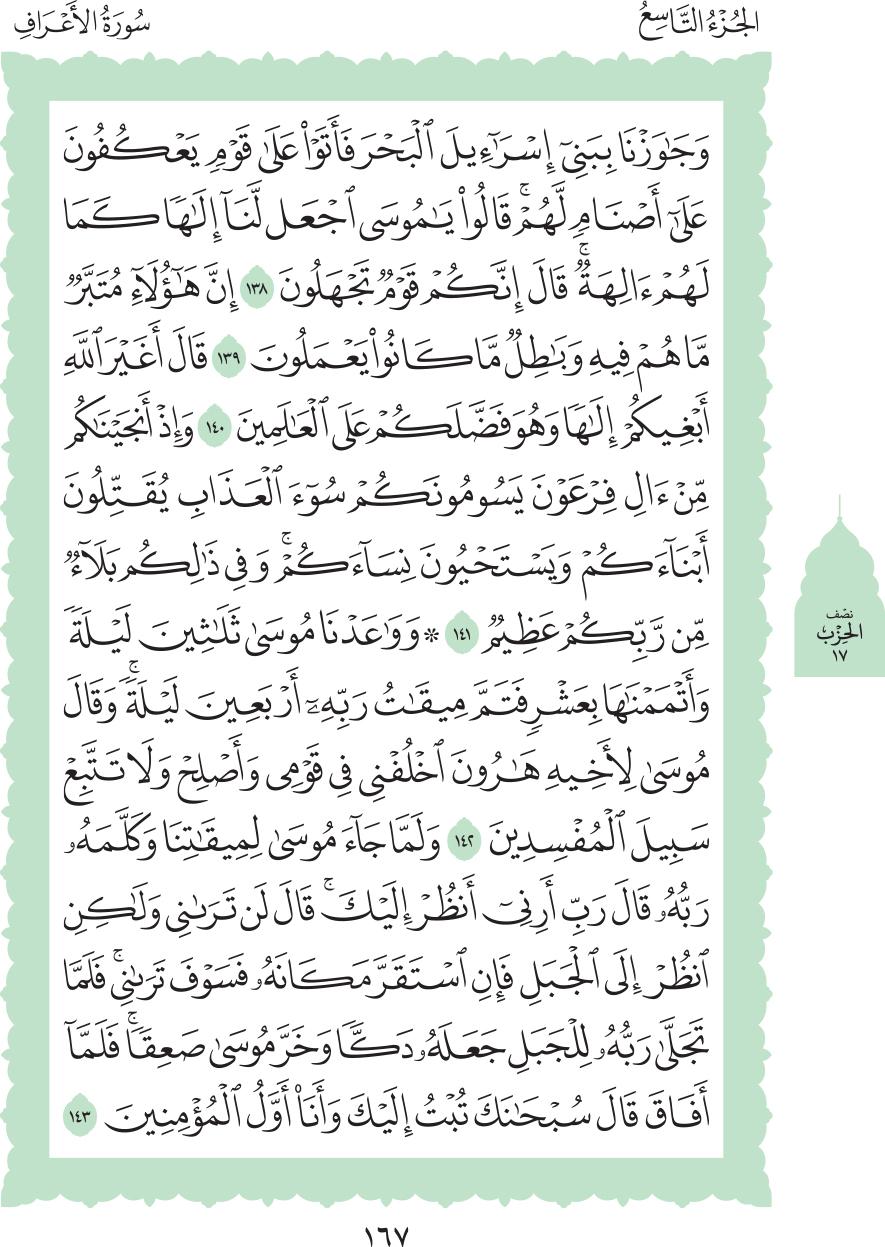 الجُزْءُ التَّاسِعُ
سُورَةُ الأَعْرَافِ
وَجَٰوَزۡنَا بِبَنِيٓ إِسۡرَٰٓءِيلَ ٱلۡبَحۡرَ فَأَتَوۡاْ عَلَىٰ قَوۡمٖ يَعۡكُفُونَ
عَلَىٰٓ أَصۡنَامٖ لَّهُمۡۚ قَالُواْ يَٰمُوسَى ٱجۡعَل لَّنَآ إِلَٰهٗا كَمَا
لَهُمۡ ءَالِهَةٞۚ قَالَ إِنَّكُمۡ قَوۡمٞ تَجۡهَلُونَ ١٣٨ إِنَّ هَٰٓؤُلَآءِ مُتَبَّرٞ
مَّا هُمۡ فِيهِ وَبَٰطِلٞ مَّا كَانُواْ يَعۡمَلُونَ ١٣٩ قَالَ أَغَيۡرَ ٱللَّهِ
أَبۡغِيكُمۡ إِلَٰهٗا وَهُوَ فَضَّلَكُمۡ عَلَى ٱلۡعَٰلَمِينَ ١٤٠ وَإِذۡ أَنجَيۡنَٰكُم
مِّنۡ ءَالِ فِرۡعَوۡنَ يَسُومُونَكُمۡ سُوٓءَ ٱلۡعَذَابِ يُقَتِّلُونَ
أَبۡنَآءَكُمۡ وَيَسۡتَحۡيُونَ نِسَآءَكُمۡۚ وَفِي ذَٰلِكُم بَلَآءٞ
مِّن رَّبِّكُمۡ عَظِيمٞ ١٤١ * وَوَٰعَدۡنَا مُوسَىٰ ثَلَٰثِينَ لَيۡلَةٗ
وَأَتۡمَمۡنَٰهَا بِعَشۡرٖ فَتَمَّ مِيقَٰتُ رَبِّهِۦٓ أَرۡبَعِينَ لَيۡلَةٗۚ وَقَالَ
مُوسَىٰ لِأَخِيهِ هَٰرُونَ ٱخۡلُفۡنِي فِي قَوۡمِي وَأَصۡلِحۡ وَلَا تَتَّبِعۡ
سَبِيلَ ٱلۡمُفۡسِدِينَ ١٤٢ وَلَمَّا جَآءَ مُوسَىٰ لِمِيقَٰتِنَا وَكَلَّمَهُۥ
رَبُّهُۥ قَالَ رَبِّ أَرِنِيٓ أَنظُرۡ إِلَيۡكَۚ قَالَ لَن تَرَىٰنِي وَلَٰكِنِ
ٱنظُرۡ إِلَى ٱلۡجَبَلِ فَإِنِ ٱسۡتَقَرَّ مَكَانَهُۥ فَسَوۡفَ تَرَىٰنِيۚ فَلَمَّا
تَجَلَّىٰ رَبُّهُۥ لِلۡجَبَلِ جَعَلَهُۥ دَكّٗا وَخَرَّ مُوسَىٰ صَعِقٗاۚ فَلَمَّآ
أَفَاقَ قَالَ سُبۡحَٰنَكَ تُبۡتُ إِلَيۡكَ وَأَنَا۠ أَوَّلُ ٱلۡمُؤۡمِنِينَ ١٤٣
نصف
الحِزْب
١٧
١٦٧